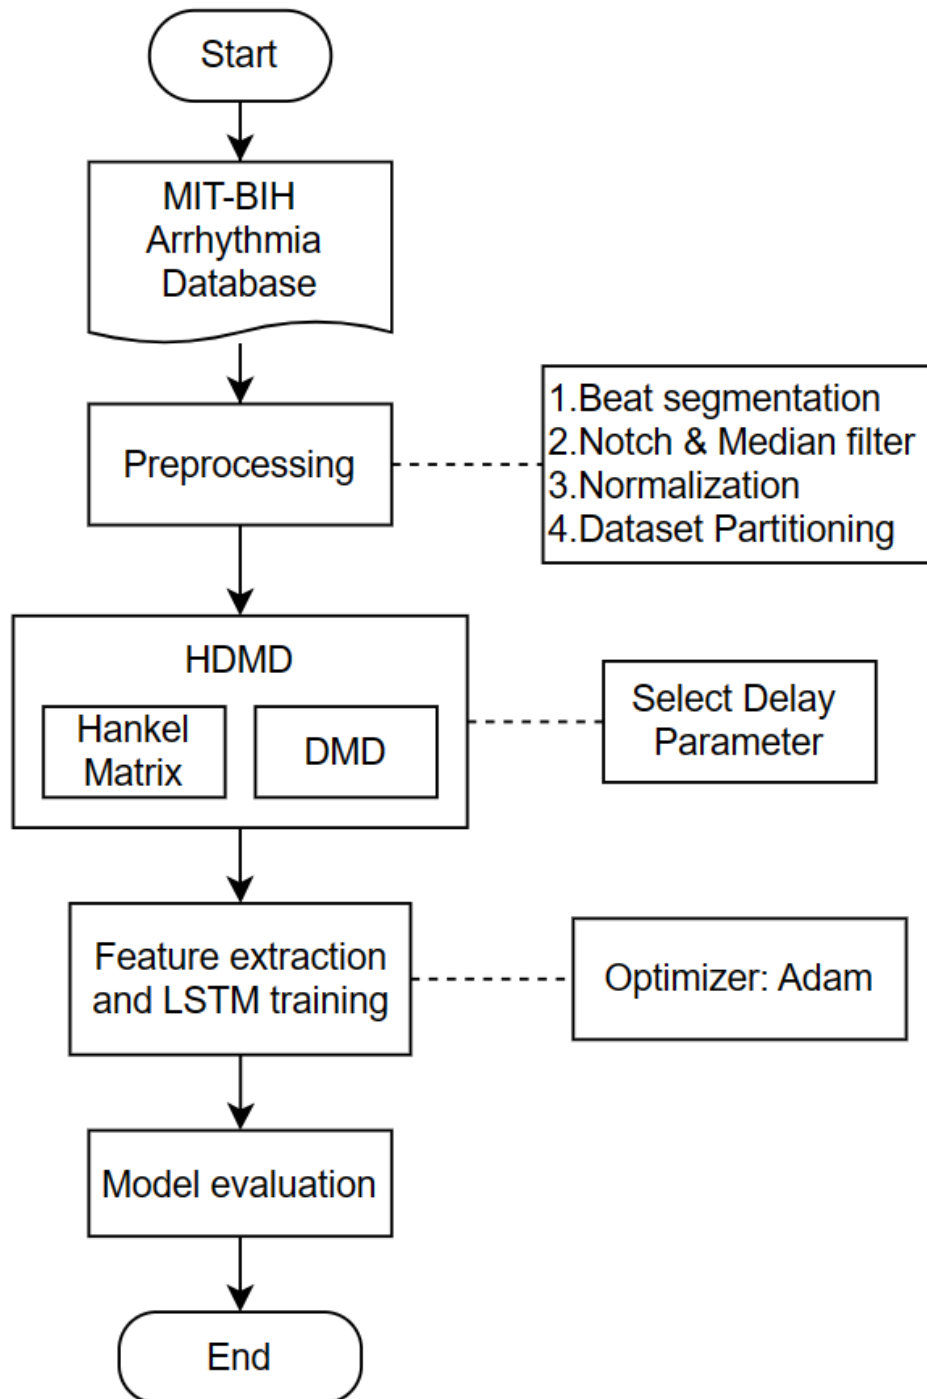 Start
MIT-BIH
Arrhythmia
Database
Preprocessing
1.Beat segmentation
2.Notch & Median filter
3.Normalization
4.Dataset Partitioning
HDMD
Hankel
Matrix
DMD
Select Delay
Parameter
Feature extraction
and LSTM training
Optimizer: Adam
Model evaluation
End